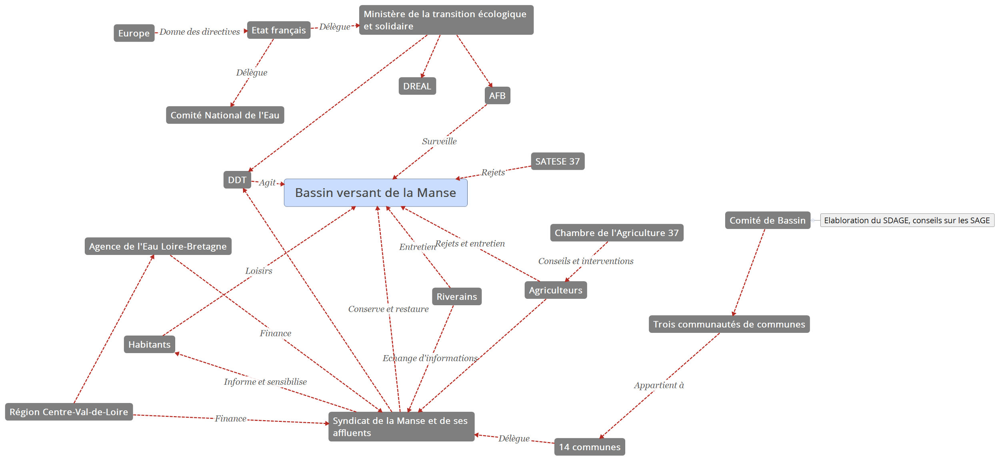 Ministère de la transition écologique
et solidaire
Europe
Donne des directives
Etat français
Délègue
Délègue
DREAL
AFB
Comité National de l'Eau
Surveille
SATESE 37
Rejets
DDT
Agit
Bassin versant de la Manse
Comité de Bassin
Elabloration du SDAGE, conseils sur les SAGE
Chambre de l'Agriculture 37
Agence de l'Eau Loire-Bretagne
Entretien
Rejets et entretien
Conseils et interventions
Loisirs
Agriculteurs
Riverains
Conserve et restaure
Trois communautés de communes
Finance
Habitants
Echange d'informations
Informe et sensibilise
Appartient à
Région Centre-Val-de-Loire
Finance
Syndicat de la Manse et de ses
affluents
Délègue
14 communes